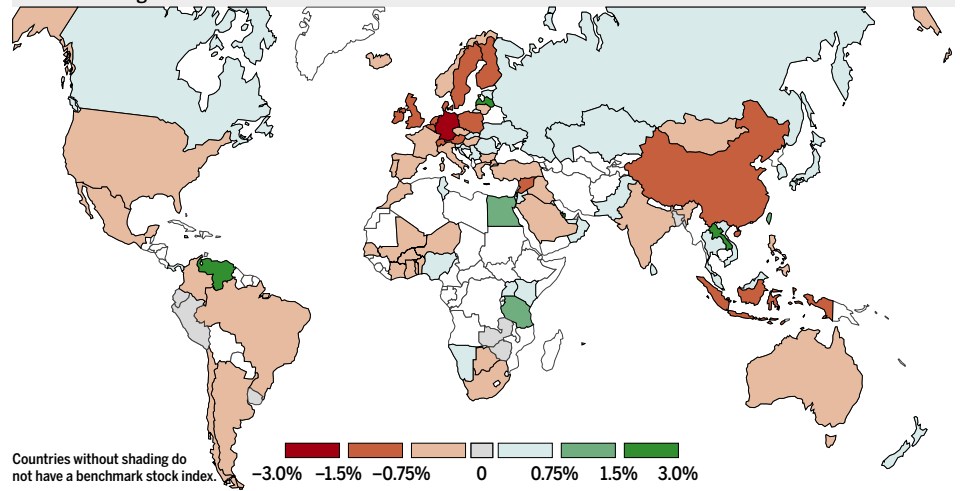 Countries without shading do
not have a benchmark stock index.
−3.0% −1.5% −0.75% 0 0.75% 1.5% 3.0%